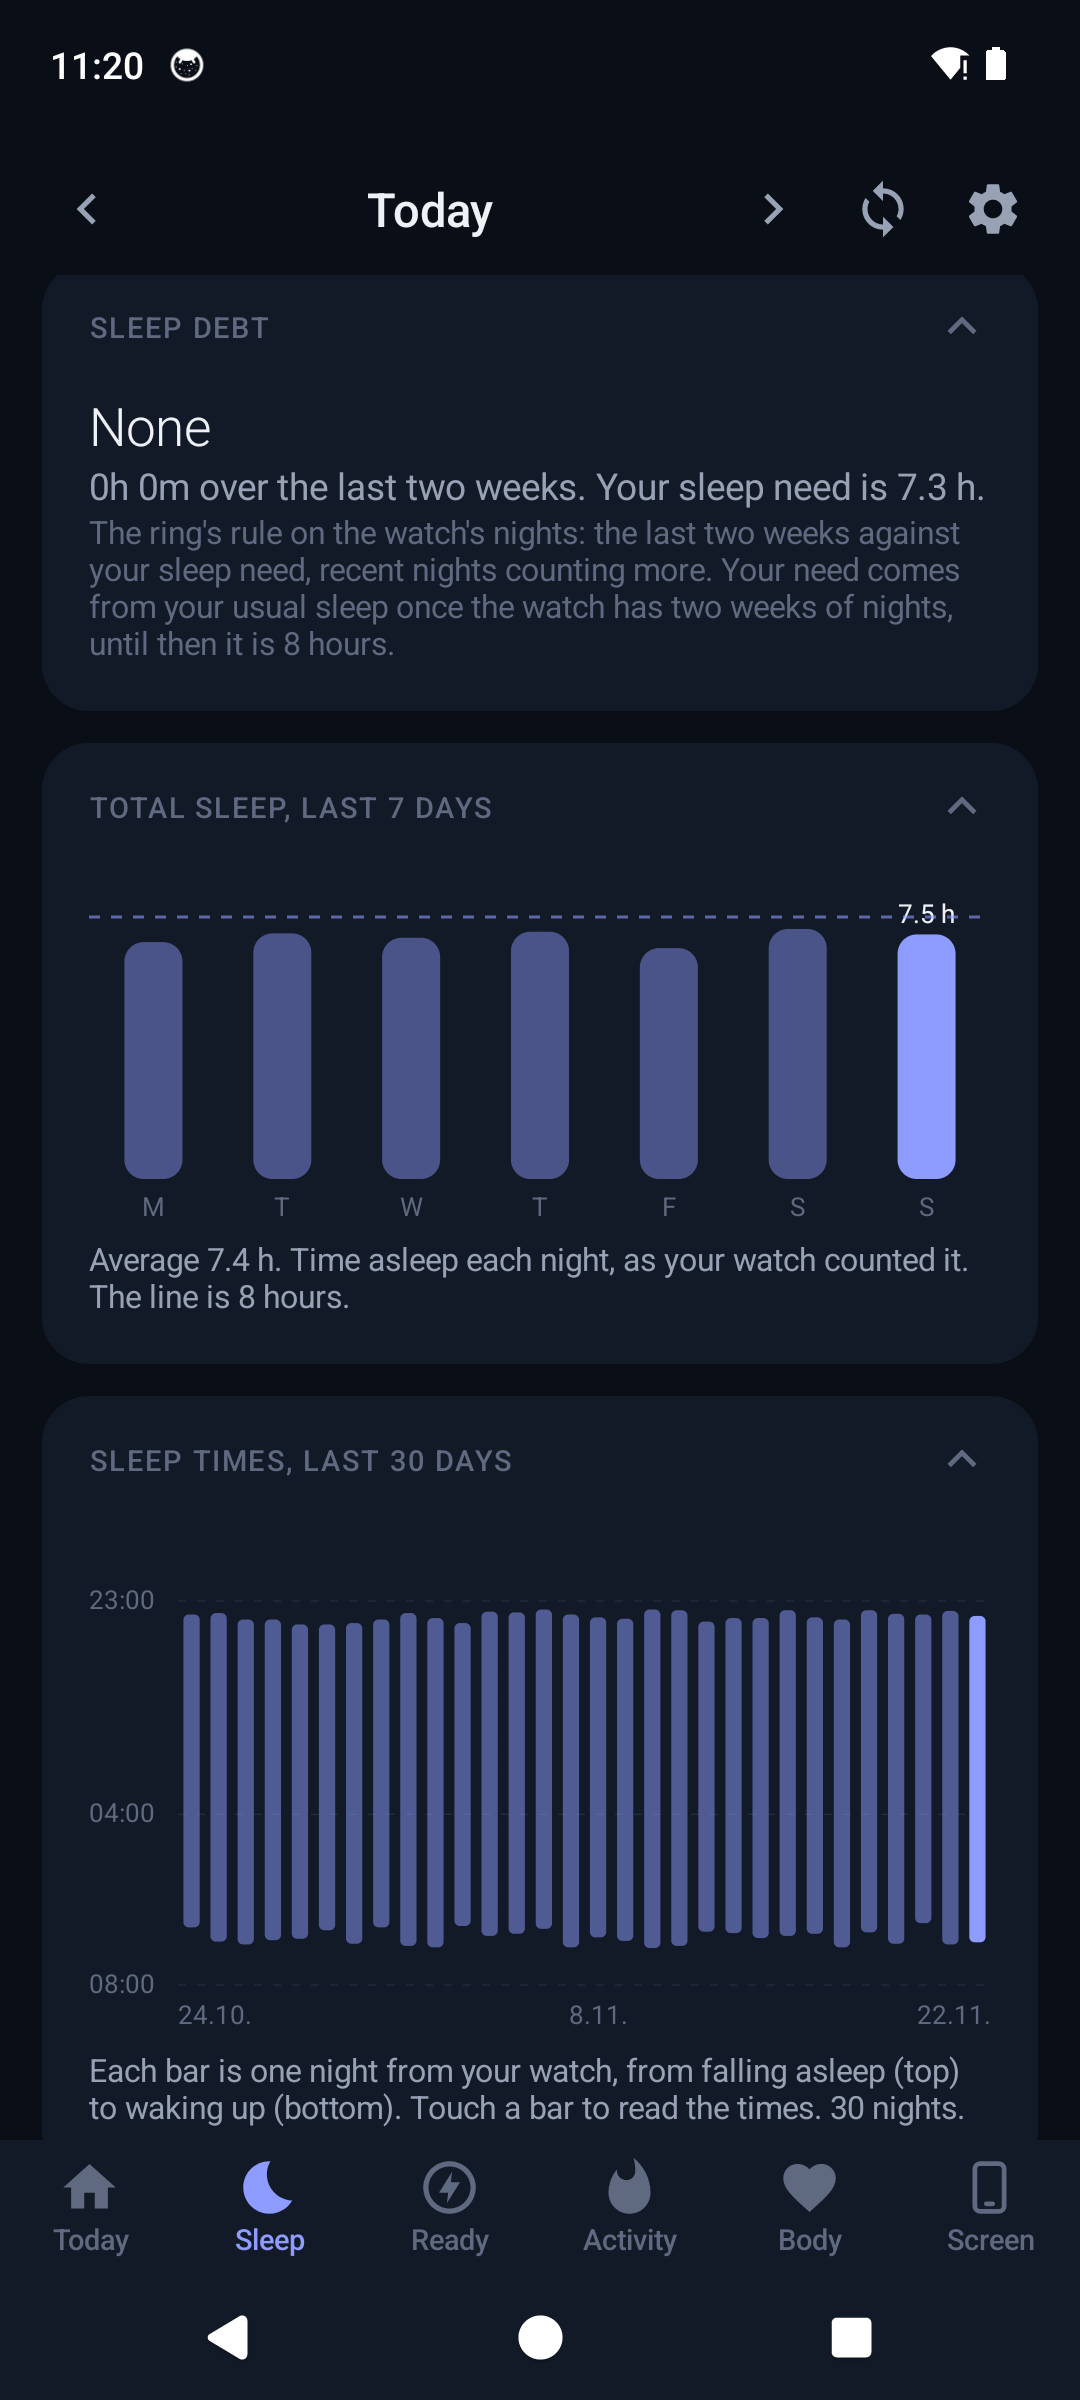 11:20
Today
SLEEP DEBT
None
0h 0m over the last two weeks. Your sleep need is 7.3 h.
The ring's rule on the watch's nights: the last two weeks against
your sleep need, recent nights counting more. Your need comes
from your usual sleep once the watch has two weeks of nights,
until then it is 8 hours.
TOTAL SLEEP, LAST 7 DAYS
7.5 h
M T W T F S S
Average 7.4 h. Time asleep each night, as your watch counted it.
The line is 8 hours.
SLEEP TIMES, LAST 30 DAYS
23:00
04:00
08:00
24.10. 8.11. 22.11.
Each bar is one night from your watch, from falling asleep (top)
to waking up (bottom). Touch a bar to read the times. 30 nights.
Today Sleep Ready Activity Body Screen